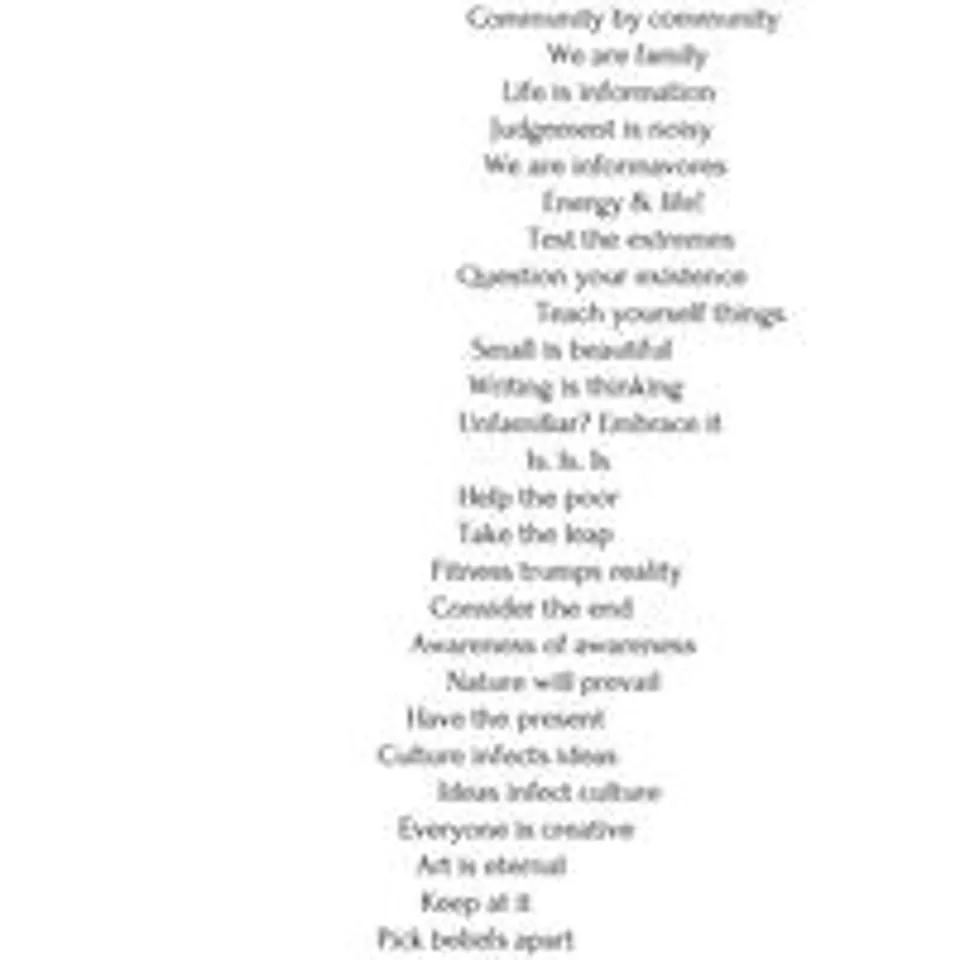 Community by community
We are family
Life is information
Judgement is noisy
We are informavores
Energy & life!
Test the extremes
Question your existence
Teach yourself things
Small is beautiful
Writing is thinking
Unfamiliar? Embrace it
Is. Is. Is
Help the poor
Take the leap
Fitness trumps reality
Consider the end
Awareness of awareness
Nature will prevail
Have the present
Culture infects ideas
Ideas infect culture
Everyone is creative
Art is eternal
Keep at it
Pick beliefs apart